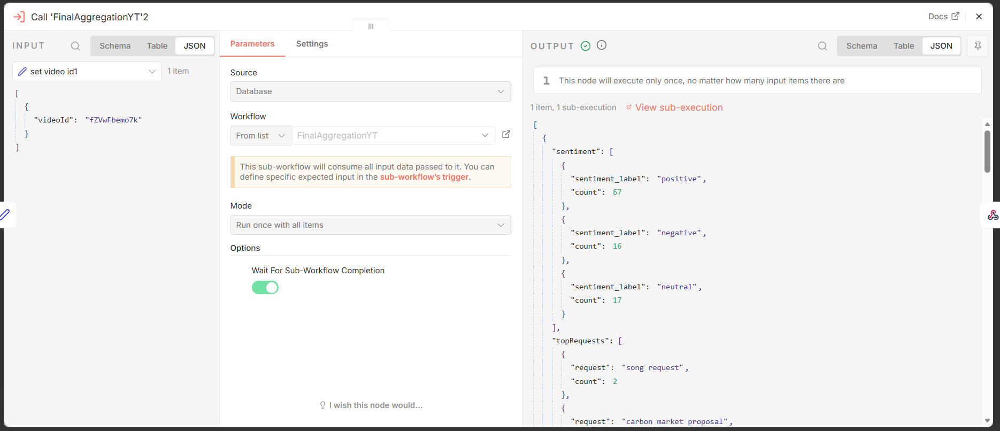 Call 'FinalAggregationYT'2
Docs
INPUT
Schema
Table
JSON
set video id1
1 item
[
{
"videoId": "fZVwFbemo7k"
}
]
Parameters
Settings
Source
Database
Workflow
From list
FinalAggregationYT
This sub-workflow will consume all input data passed to it. You can
define specific expected input in the sub-workflow's trigger.
Mode
Run once with all items
Options
Wait For Sub-Workflow Completion
I wish this node would...
OUTPUT
Schema
Table
JSON
1 This node will execute only once, no matter how many input items there are
1 item, 1 sub-execution
View sub-execution
[
{
"sentiment": [
{
"sentiment_label": "positive",
"count": 67
},
{
"sentiment_label": "negative",
"count": 16
},
{
"sentiment_label": "neutral",
"count": 17
}
],
"topRequests": [
{
"request": "song request",
"count": 2
},
{
"request": "carbon market proposal",